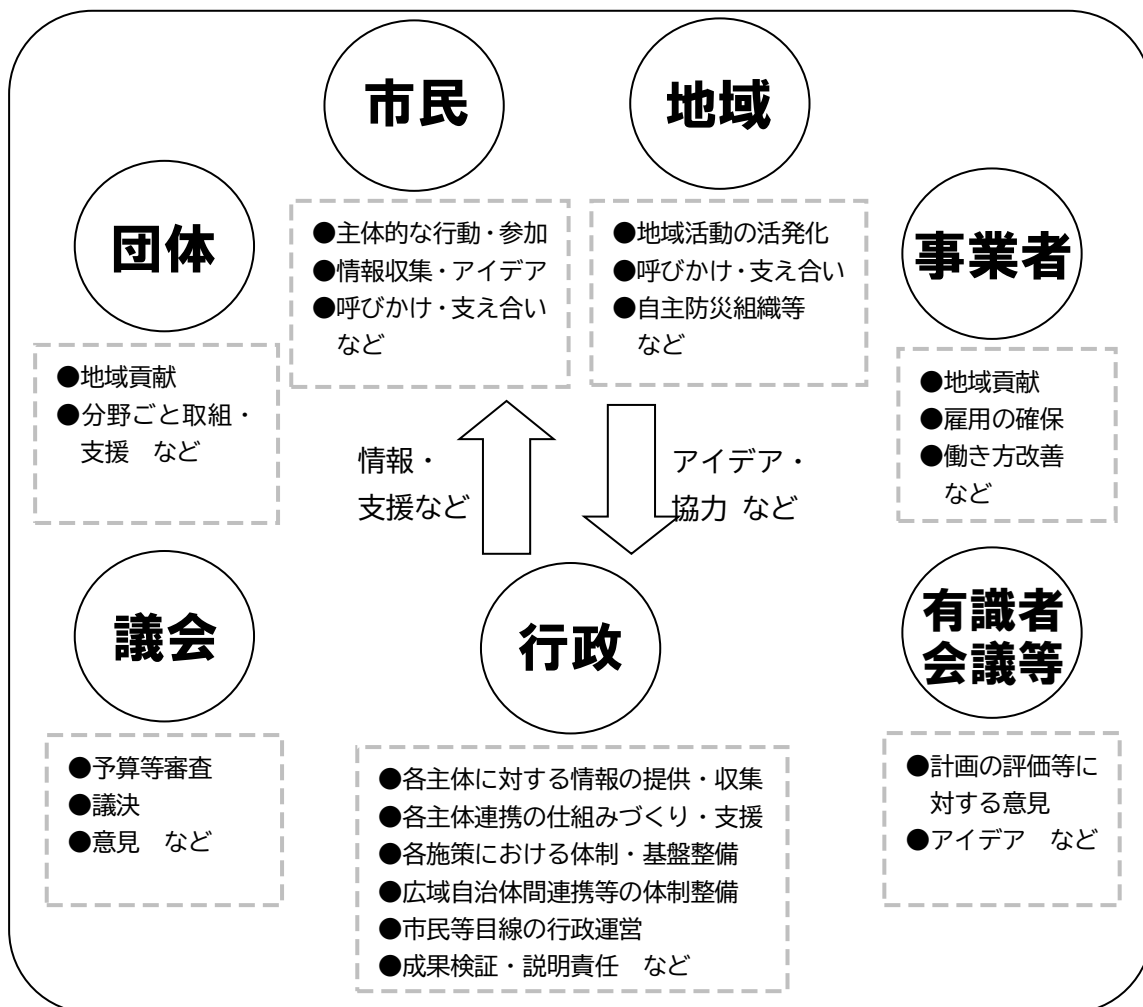 市民
●主体的な行動・参加
●情報収集・アイデア
●呼びかけ・支え合い
など
地域
●地域活動の活発化
●呼びかけ・支え合い
●自主防災組織等
など
団体
●地域貢献
●分野ごと取組・
支援　など
事業者
●地域貢献
●雇用の確保
●働き方改善
など
情報・
支援など
アイデア・
協力 など
議会
●予算等審査
●議決
●意見　など
行政
●各主体に対する情報の提供・収集
●各主体連携の仕組みづくり・支援
●各施策における体制・基盤整備
●広域自治体間連携等の体制整備
●市民等目線の行政運営
●成果検証・説明責任　など
有識者
会議等
●計画の評価等に
対する意見
●アイデア　など